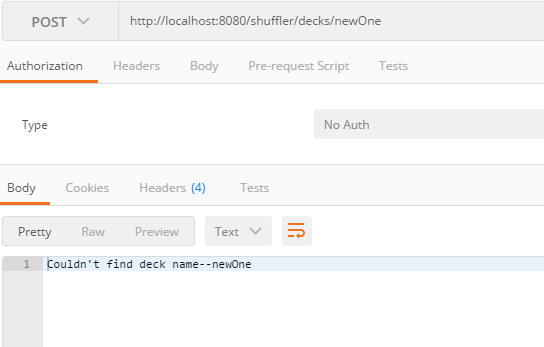 POST http://localhost:8080/shuffler/decks/newOne
Authorization Headers Body Pre-request Script Tests
Type No Auth
Body Cookies Headers (4) Tests
Pretty Raw Preview Text
1 Couldn't find deck name--newOne